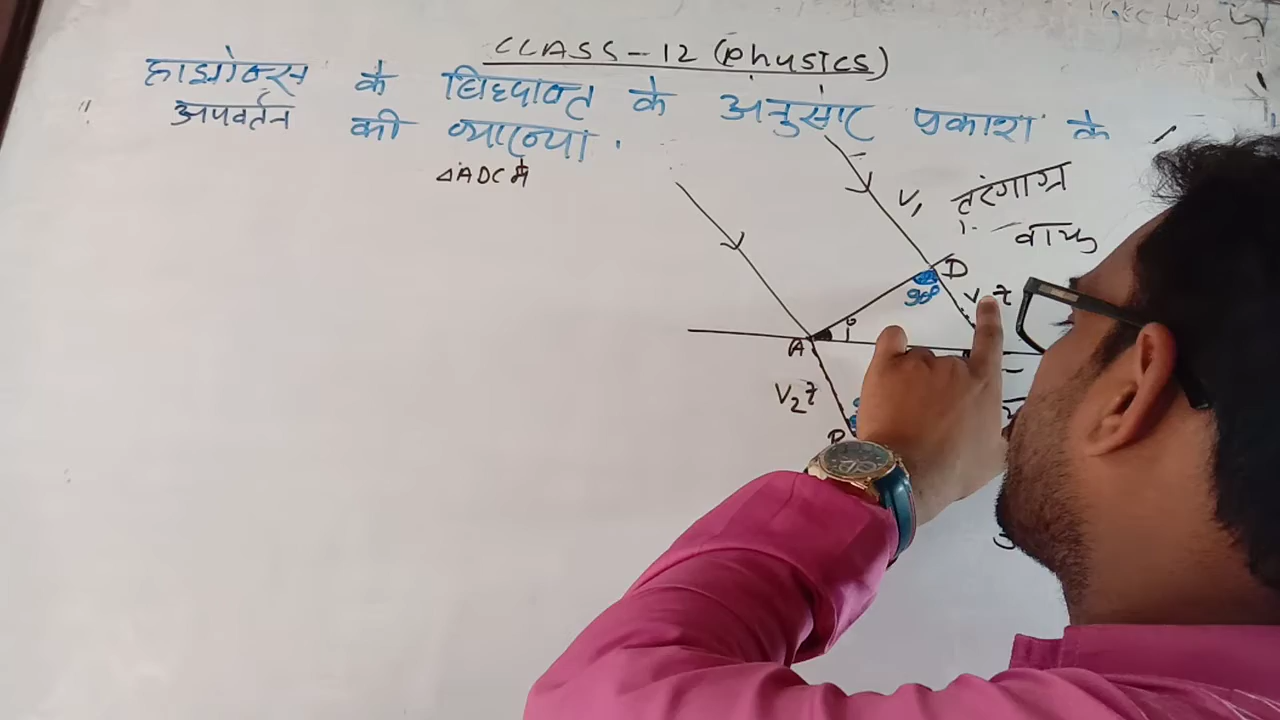 CLASS-12 (Physics)
हाइगेन्स के सिध्दान्त के अनुसार प्रकाश के
अपवर्तन की व्याख्या .
△ADC में
V₁ तरंगाग्र
वायु
D
90°
V₁t
i
A
V₂t
B